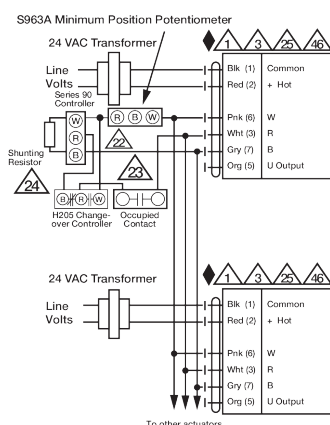 S963A Minimum Position Potentiometer
24 VAC Transformer
1 3 25 46
Line
Volts
Blk (1) Common
Red (2) + Hot
Series 90
Controller
W
R
B
R B W
22
Pnk (6) W
Wht (3) R
Gry (7) B
Org (5) U Output
Shunting
Resistor
24
23
B R W
H205 Change-
over Controller
Occupied
Contact
24 VAC Transformer
1 3 25 46
Line
Volts
Blk (1) Common
Red (2) + Hot
Pnk (6) W
Wht (3) R
Gry (7) B
Org (5) U Output
To other actuators